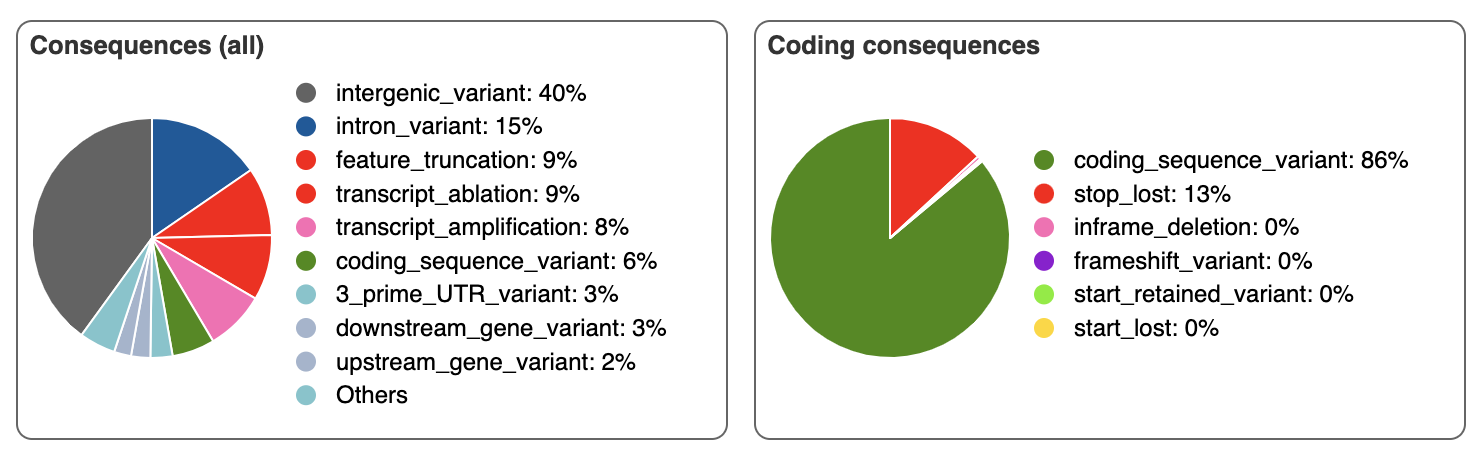 Consequences (all)
intergenic_variant: 40%
intron_variant: 15%
feature_truncation: 9%
transcript_ablation: 9%
transcript_amplification: 8%
coding_sequence_variant: 6%
3_prime_UTR_variant: 3%
downstream_gene_variant: 3%
upstream_gene_variant: 2%
Others
Coding consequences
coding_sequence_variant: 86%
stop_lost: 13%
inframe_deletion: 0%
frameshift_variant: 0%
start_retained_variant: 0%
start_lost: 0%